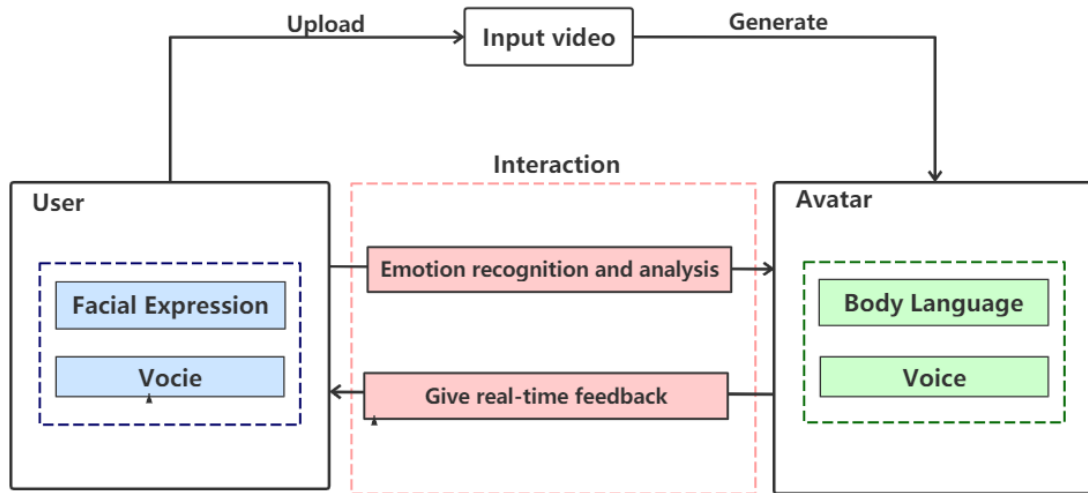 Upload
Input video
Generate
Interaction
User
Avatar
Emotion recognition and analysis
Facial Expression
Body Language
Vocie
Give real-time feedback
Voice